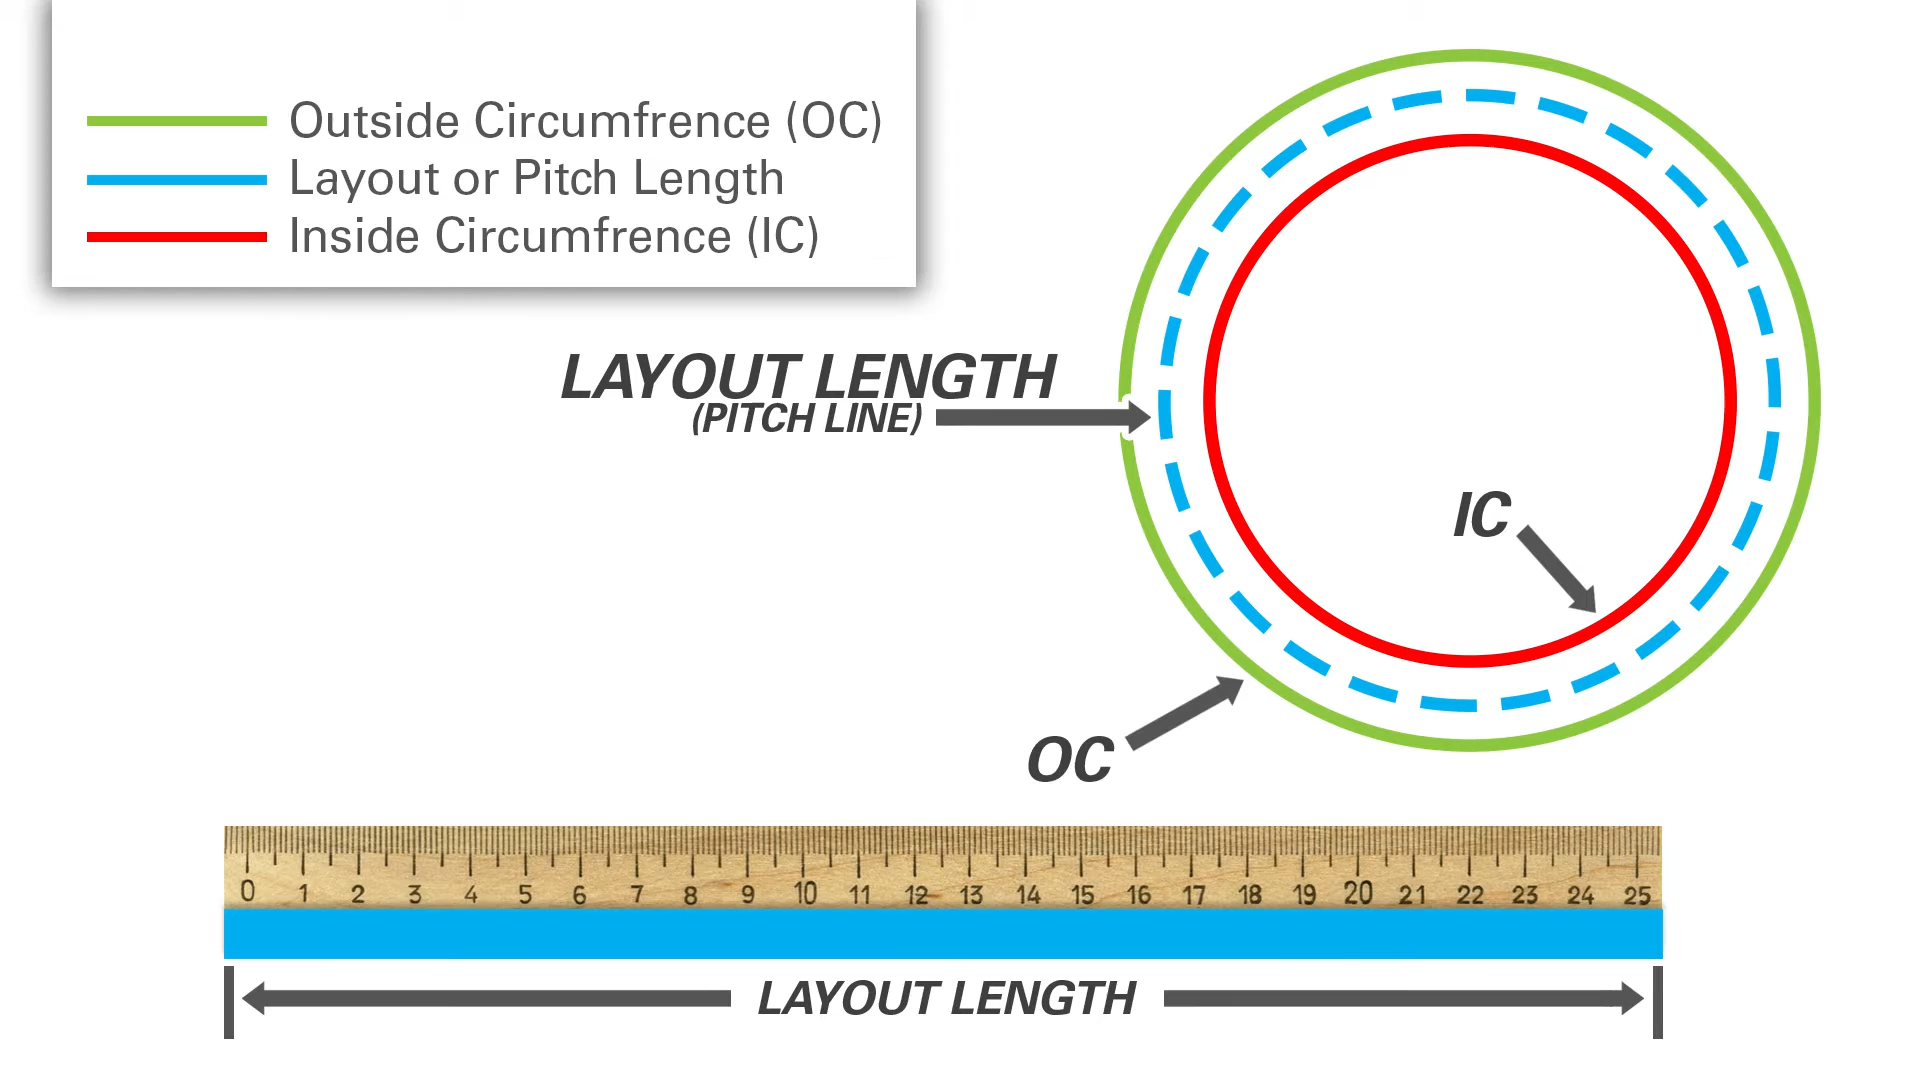 Outside Circumfrence (OC)
Layout or Pitch Length
Inside Circumfrence (IC)
LAYOUT LENGTH
(PITCH LINE)
IC
OC
0 1 2 3 4 5 6 7 8 9 10 11 12 13 14 15 16 17 18 19 20 21 22 23 24 25
LAYOUT LENGTH